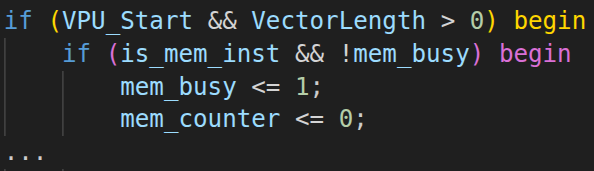 if (VPU_Start && VectorLength > 0) begin
if (is_mem_inst && !mem_busy) begin
mem_busy <= 1;
mem_counter <= 0;
...